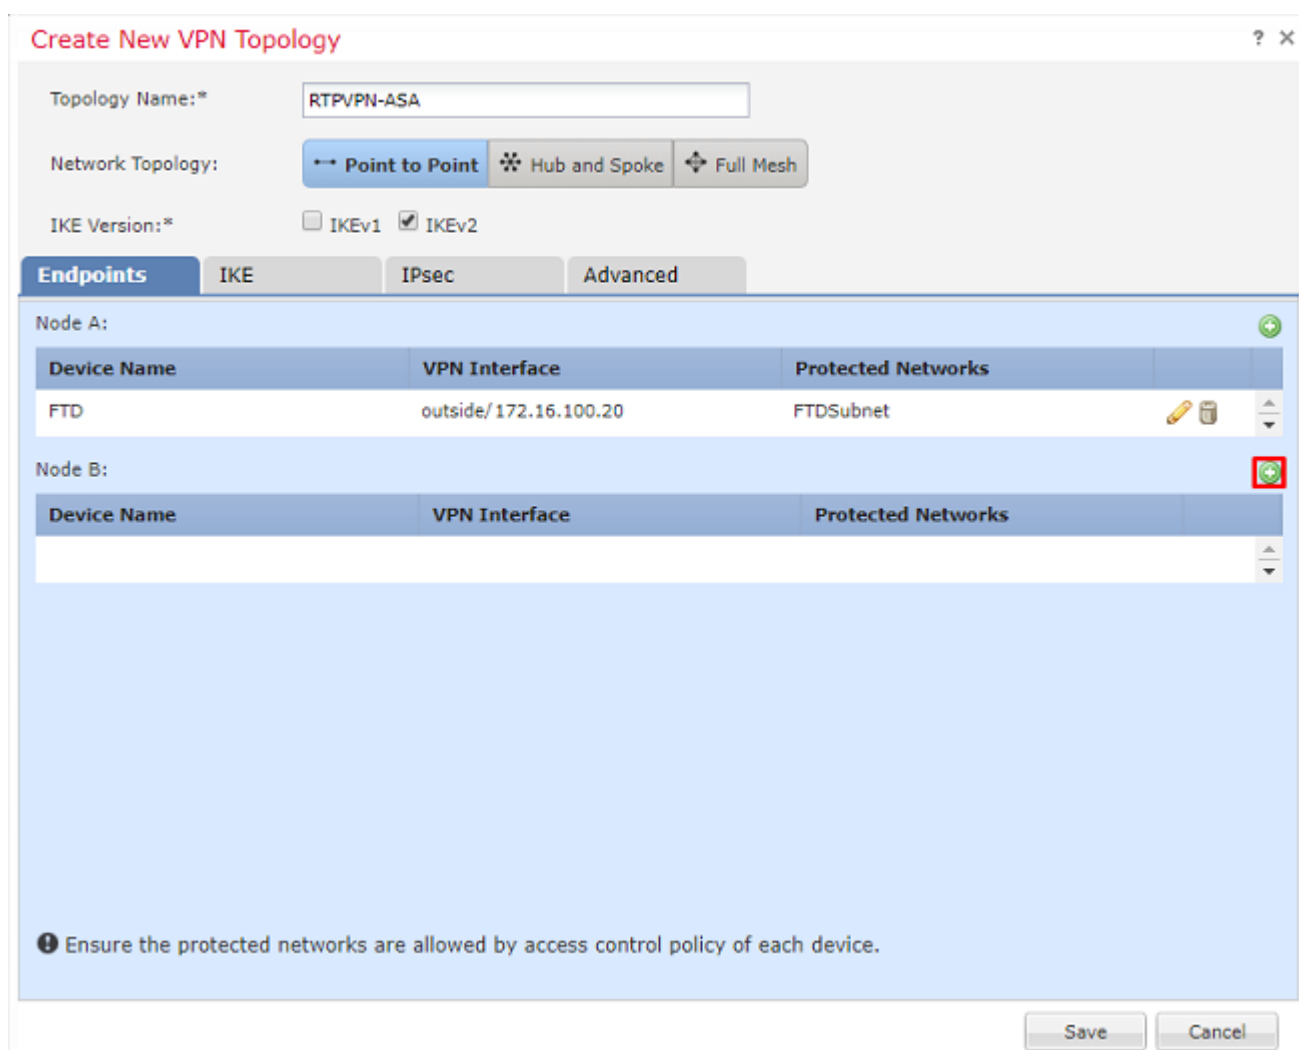 Create New VPN Topology ? ×
Topology Name:* RTPVPN-ASA
Network Topology: Point to Point Hub and Spoke Full Mesh
IKE Version:* IKEv1 IKEv2
Endpoints IKE IPsec Advanced
Node A:
Device Name VPN Interface Protected Networks
FTD outside/172.16.100.20 FTDSubnet
Node B:
Device Name VPN Interface Protected Networks
Ensure the protected networks are allowed by access control policy of each device.
Save Cancel